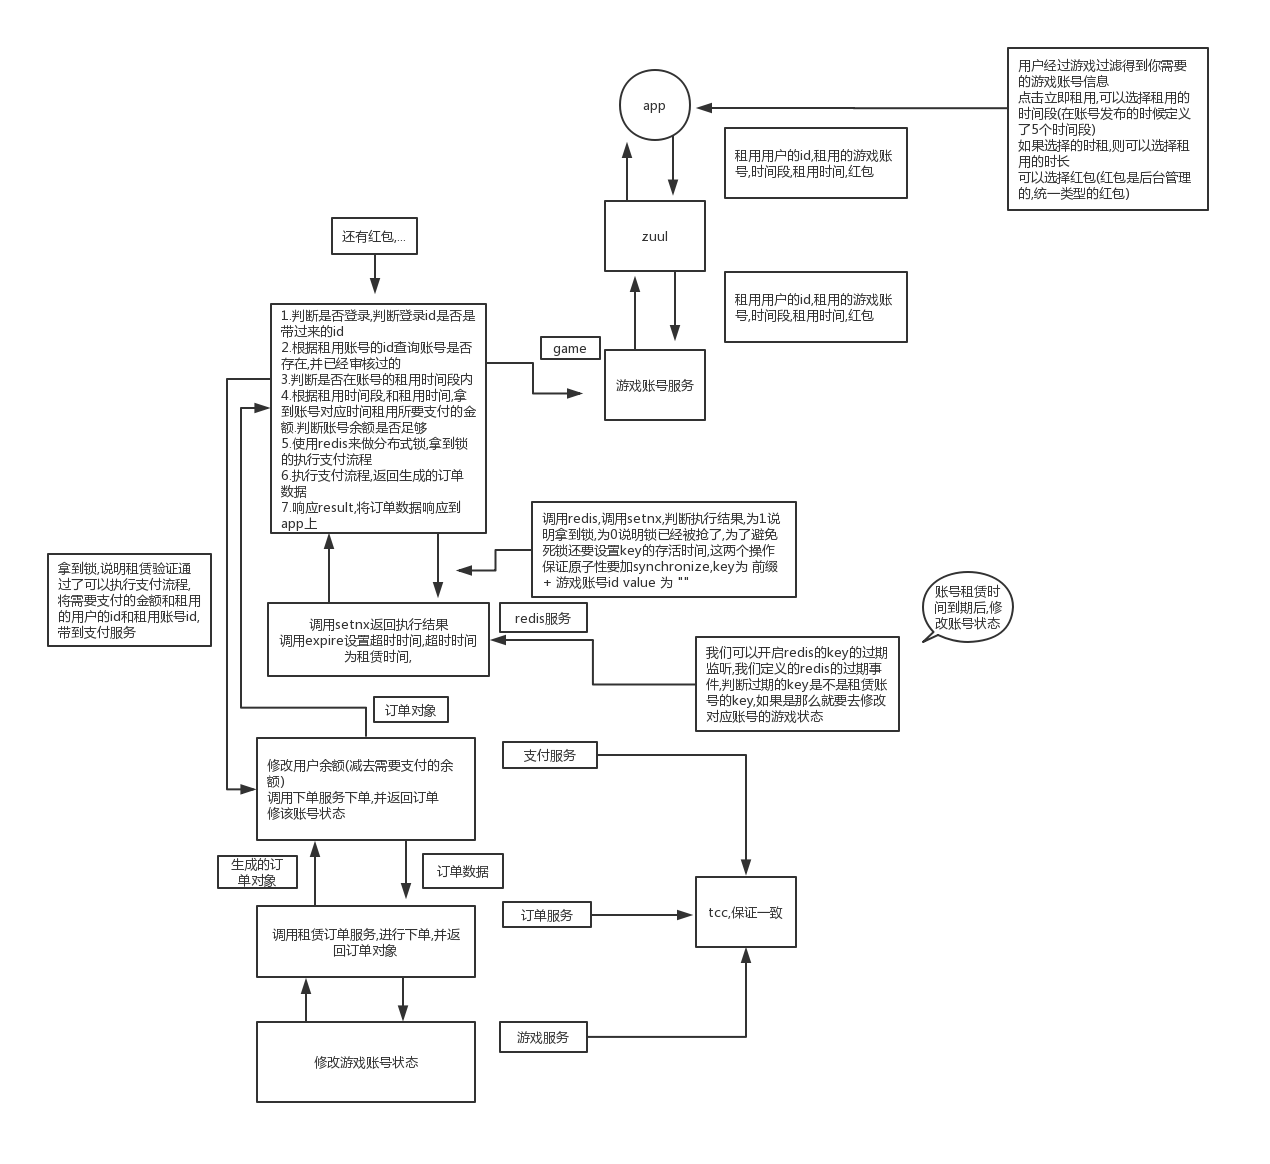 用户经过游戏过滤得到你需要
的游戏账号信息
点击立即租用,可以选择租用的
时间段(在账号发布的时候定义
了5个时间段)
如果选择的时租,则可以选择租
用的时长
可以选择红包(红包是后台管理
的,统一类型的红包)
app
租用用户的id,租用的游戏账
号,时间段,租用时间,红包
zuul
还有红包,...
租用用户的id,租用的游戏账
号,时间段,租用时间,红包
1.判断是否登录,判断登录id是否是
带过来的id
2.根据租用账号的id查询账号是否
存在,并已经审核过的
3.判断是否在账号的租用时间段内
4.根据租用时间段,和租用时间,拿
到账号对应时间租用所要支付的金
额.判断账号余额是否足够
5.使用redis来做分布式锁,拿到锁
的执行支付流程
6.执行支付流程,返回生成的订单
数据
7.响应result,将订单数据响应到
app上
game
游戏账号服务
调用redis,调用setnx,判断执行结果,为1说
明拿到锁,为0说明锁已经被抢了,为了避免
死锁还要设置key的存活时间,这两个操作
保证原子性要加synchronize,key为 前缀
+ 游戏账号id value 为 ""
拿到锁,说明租赁验证通
过了可以执行支付流程,
将需要支付的金额和租用
的用户的id和租用账号id,
带到支付服务
账号租赁时
间到期后,修
改账号状态
调用setnx返回执行结果
调用expire设置超时时间,超时时间
为租赁时间,
redis服务
我们可以开启redis的key的过期
监听,我们定义的redis的过期事
件,判断过期的key是不是租赁账
号的key,如果是那么就要去修改
对应账号的游戏状态
订单对象
修改用户余额(减去需要支付的余
额)
调用下单服务下单,并返回订单
修该账号状态
支付服务
生成的订
单对象
订单数据
调用租赁订单服务,进行下单,并返
回订单对象
订单服务
tcc,保证一致
修改游戏账号状态
游戏服务